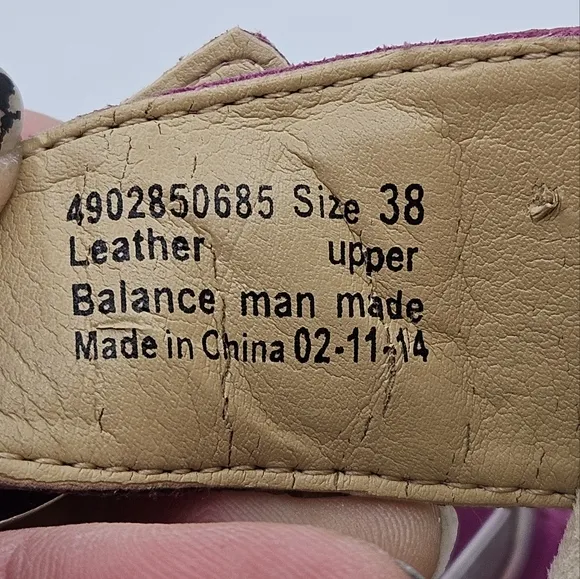 4902850685 Size 38
Leather upper
Balance man made
Made in China 02-11-14